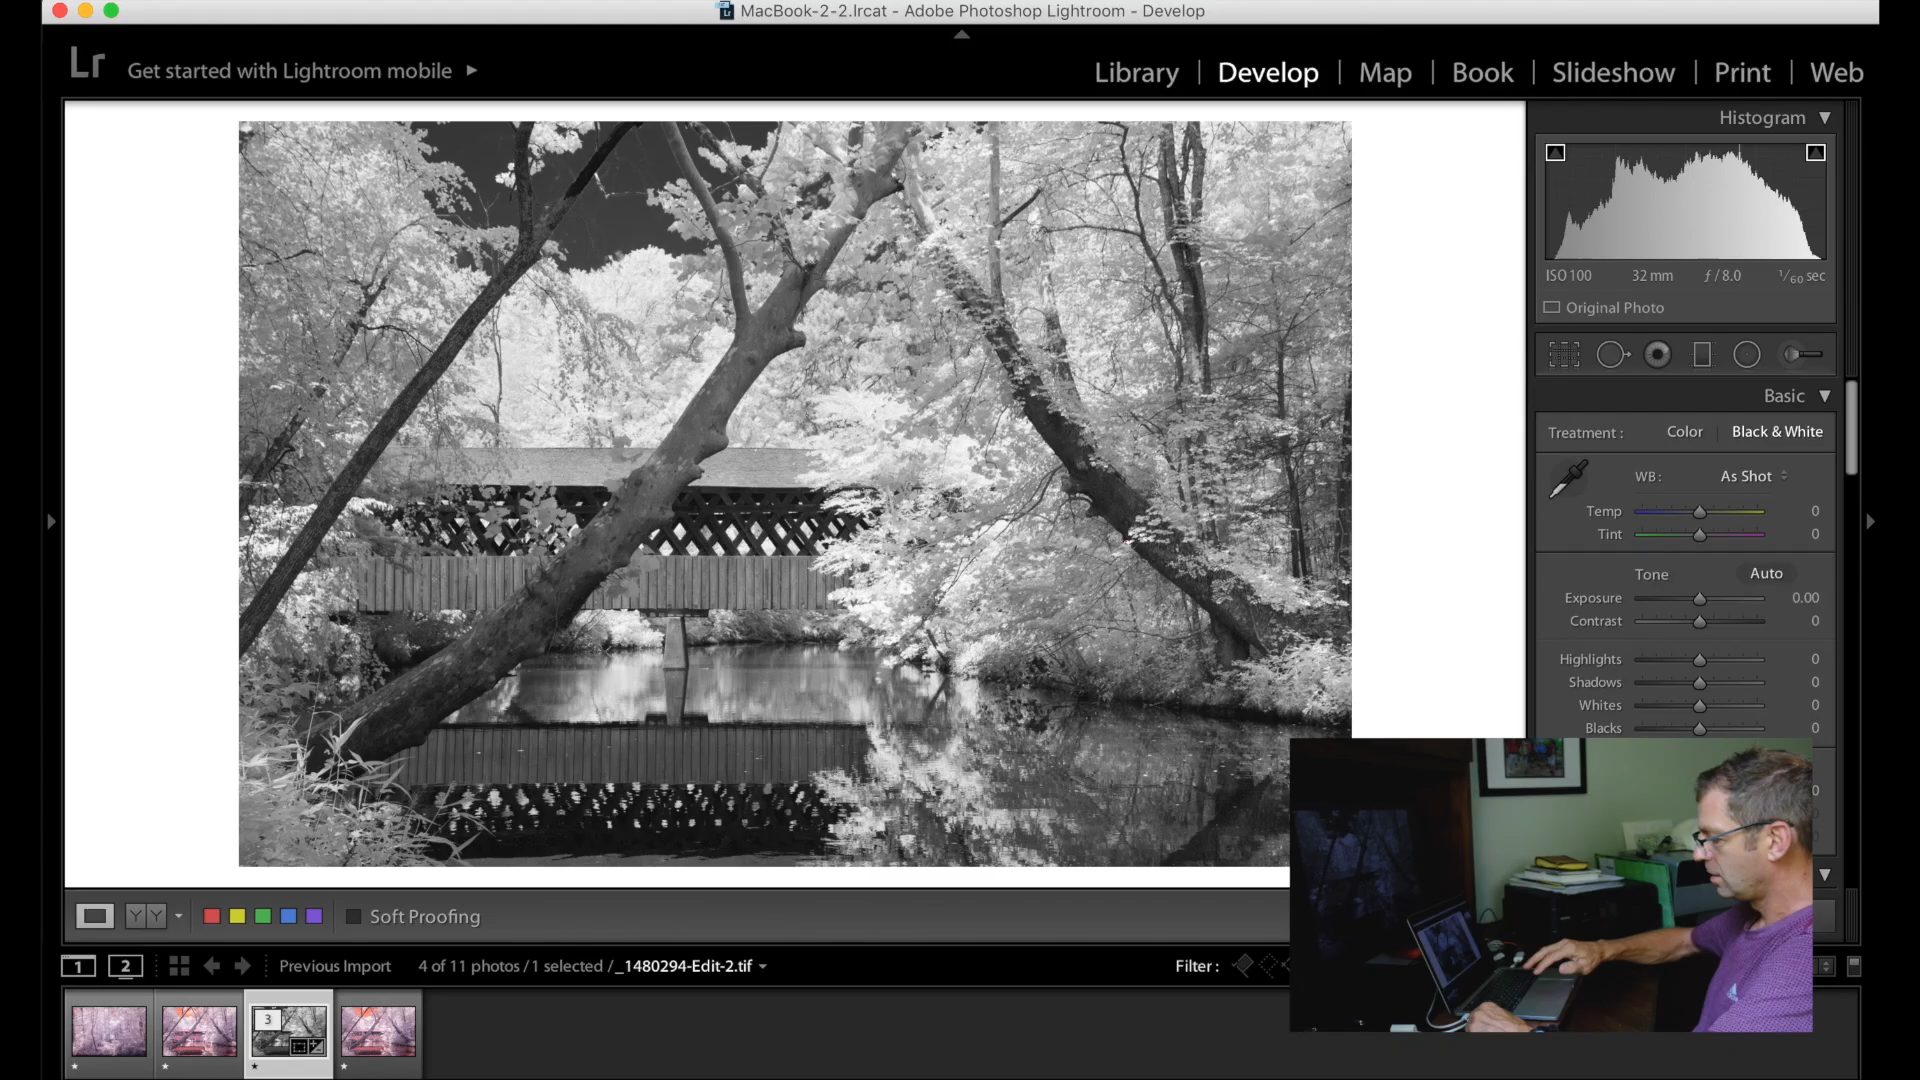 MacBook-2-2.lrcat - Adobe Photoshop Lightroom - Develop
Lr Get started with Lightroom mobile
Library | Develop | Map | Book | Slideshow | Print | Web
Histogram
ISO 100 32 mm ƒ / 8.0 1/60 sec
Original Photo
Basic
Treatment : Color Black & White
WB : As Shot
Temp 0
Tint 0
Tone Auto
Exposure 0.00
Contrast 0
Highlights 0
Shadows 0
Whites 0
Blacks 0
Y Y Soft Proofing
1 2 Previous Import 4 of 11 photos / 1 selected / _1480294-Edit-2.tif Filter :
3